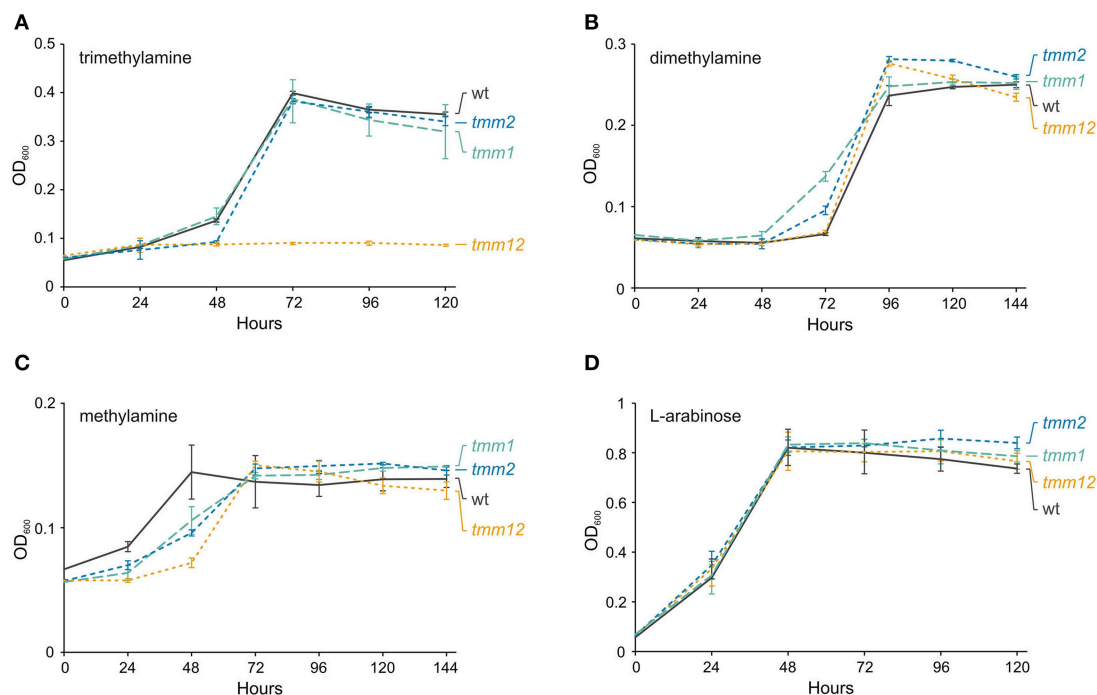 A
trimethylamine
0.5
0.4
0.3
0.2
0.1
0
OD600
0 24 48 72 96 120
Hours
wt
tmm2
tmm1
tmm12
B
dimethylamine
0.3
0.2
0.1
0
OD600
0 24 48 72 96 120 144
Hours
tmm2
tmm1
wt
tmm12
C
methylamine
0.2
0.1
0
OD600
0 24 48 72 96 120 144
Hours
tmm1
tmm2
wt
tmm12
D
L-arabinose
1
0.8
0.6
0.4
0.2
0
OD600
0 24 48 72 96 120
Hours
tmm2
tmm1
tmm12
wt